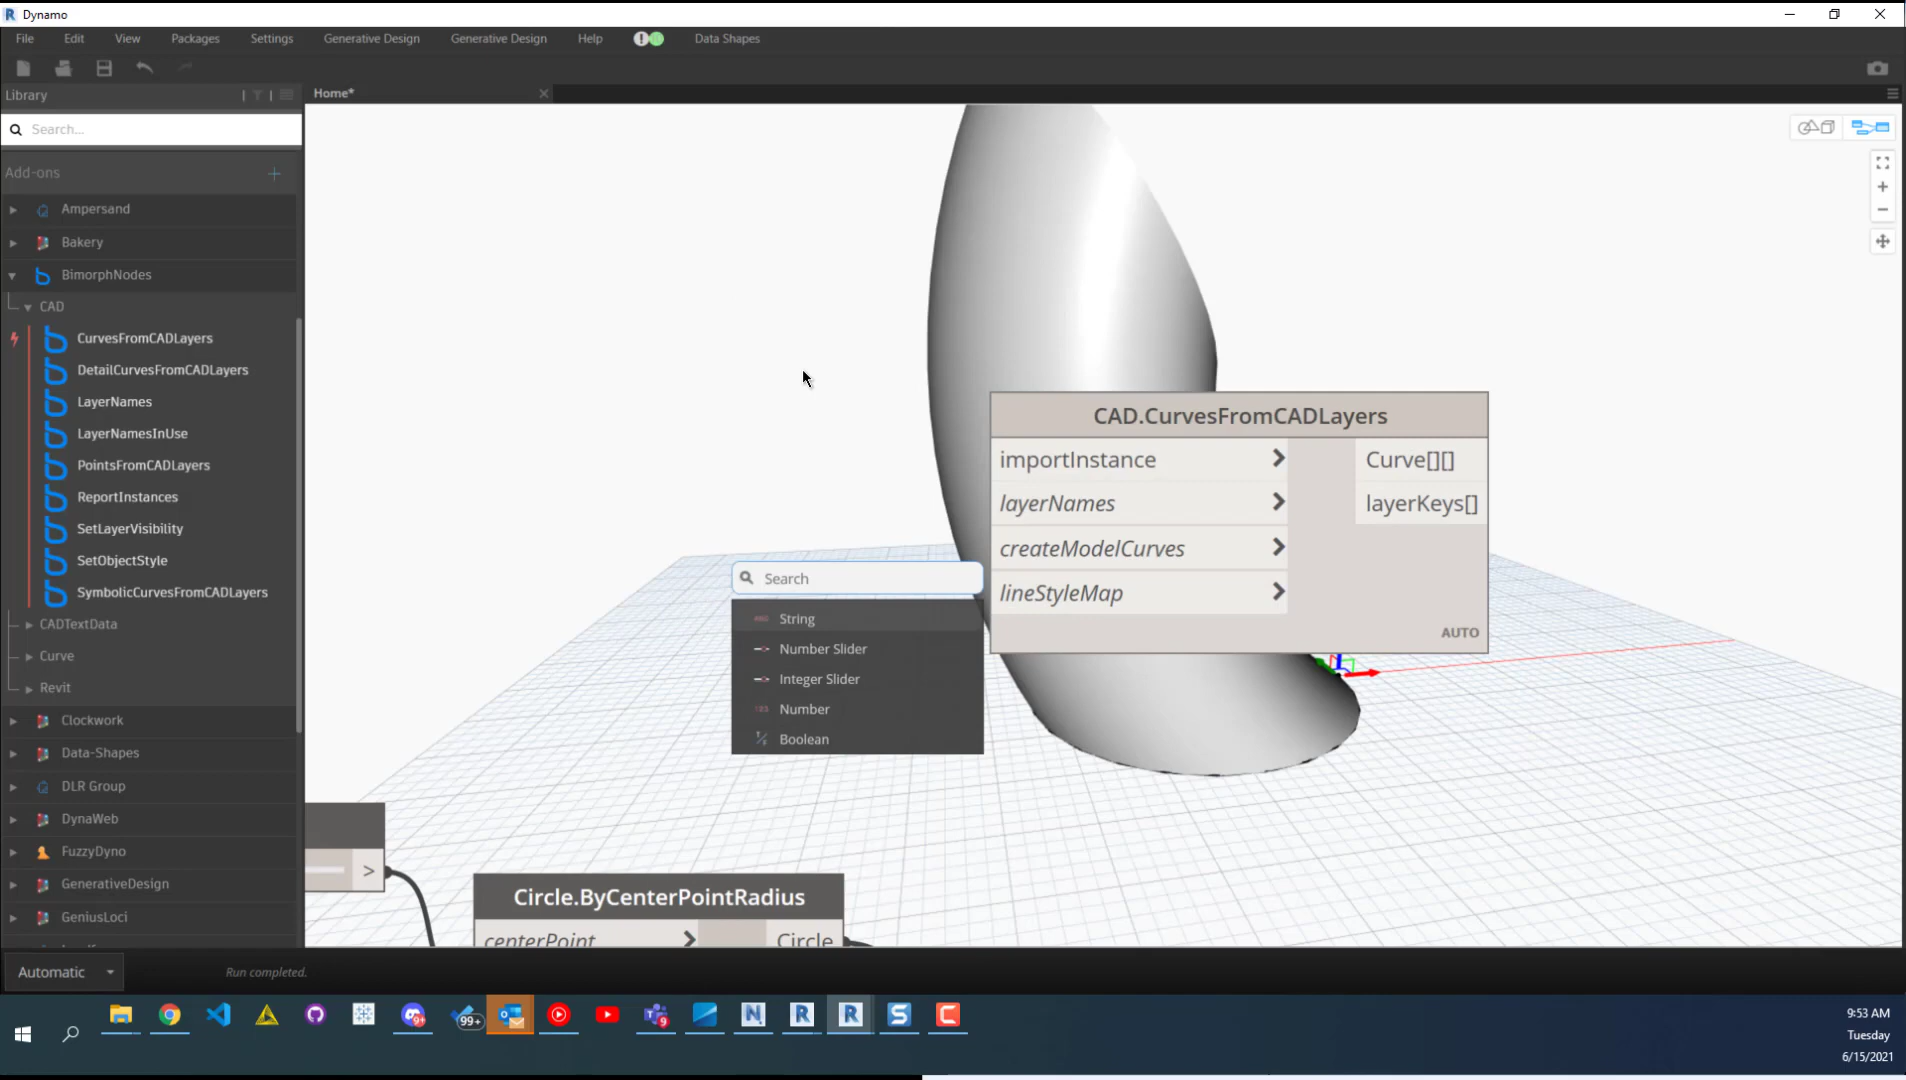 Dynamo
File Edit View Packages Settings Generative Design Generative Design Help Data Shapes
Library
Home*
Search...
Add-ons
Ampersand
Bakery
BimorphNodes
CAD
CurvesFromCADLayers
DetailCurvesFromCADLayers
LayerNames
LayerNamesInUse
PointsFromCADLayers
ReportInstances
SetLayerVisibility
SetObjectStyle
SymbolicCurvesFromCADLayers
CADTextData
Curve
Revit
Clockwork
Data-Shapes
DLR Group
DynaWeb
FuzzyDyno
GenerativeDesign
GeniusLoci
CAD.CurvesFromCADLayers
importInstance > Curve[][]
layerNames > layerKeys[]
createModelCurves >
lineStyleMap >
AUTO
Search
String
Number Slider
Integer Slider
123 Number
Boolean
>
Circle.ByCenterPointRadius
centerPoint > Circle
Automatic Run completed.
99+
9
9:53 AM
Tuesday
6/15/2021